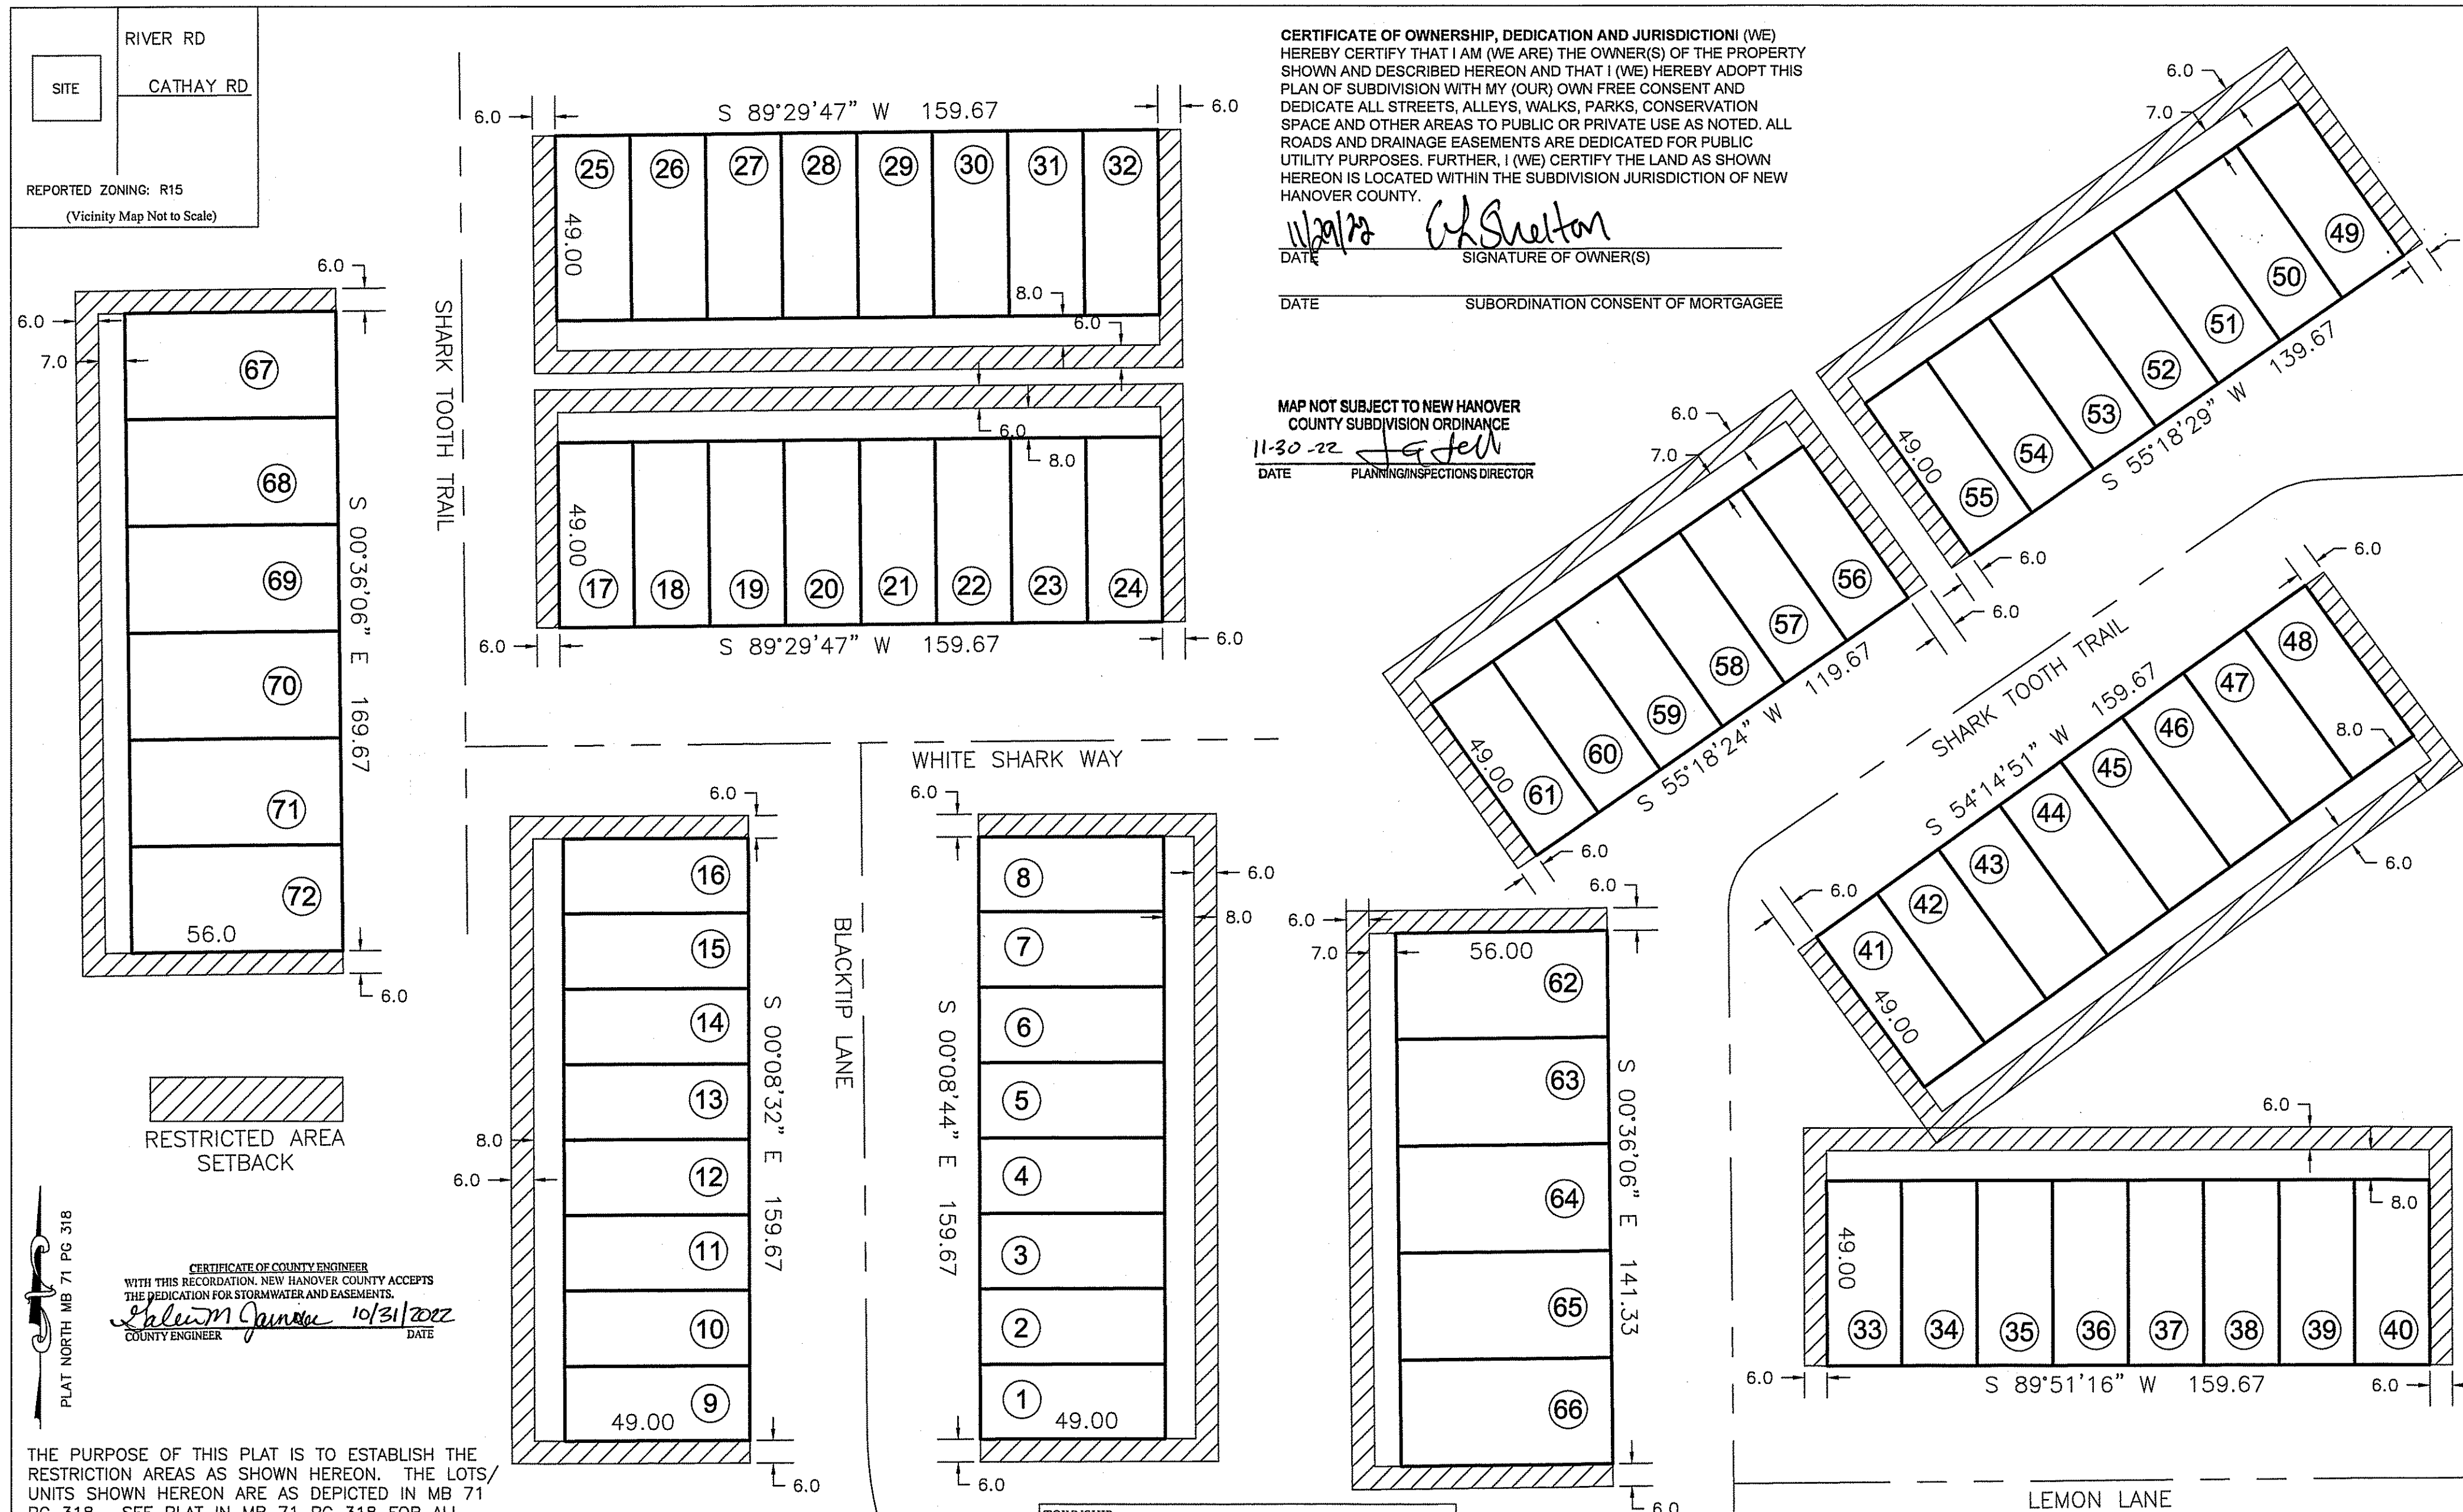 RIVER RD
SITE
CATHAY RD
REPORTED ZONING: R15
(Vicinity Map Not to Scale)
CERTIFICATE OF OWNERSHIP, DEDICATION AND JURISDICTIONI (WE)
HEREBY CERTIFY THAT I AM (WE ARE) THE OWNER(S) OF THE PROPERTY
SHOWN AND DESCRIBED HEREON AND THAT I (WE) HEREBY ADOPT THIS
PLAN OF SUBDIVISION WITH MY (OUR) OWN FREE CONSENT AND
DEDICATE ALL STREETS, ALLEYS, WALKS, PARKS, CONSERVATION
SPACE AND OTHER AREAS TO PUBLIC OR PRIVATE USE AS NOTED. ALL
ROADS AND DRAINAGE EASEMENTS ARE DEDICATED FOR PUBLIC
UTILITY PURPOSES. FURTHER, I (WE) CERTIFY THE LAND AS SHOWN
HEREON IS LOCATED WITHIN THE SUBDIVISION JURISDICTION OF NEW
HANOVER COUNTY.
11/29/22 Shelton
DATE SIGNATURE OF OWNER(S)
DATE SUBORDINATION CONSENT OF MORTGAGEE
MAP NOT SUBJECT TO NEW HANOVER
COUNTY SUBDIVISION ORDINANCE
11-30-22
DATE PLANNING/INSPECTIONS DIRECTOR
6.0 S 89°29'47" W 159.67 6.0
25 26 27 28 29 30 31 32
49.00
8.0
6.0
6.0
8.0
49.00
17 18 19 20 21 22 23 24
6.0 S 89°29'47" W 159.67 6.0
SHARK TOOTH TRAIL
6.0
6.0
7.0
67
68
69
70
71
72
56.0
S 00°36'06" E 169.67
6.0
WHITE SHARK WAY
6.0
16
15
14
13
12
11
10
9
49.00
8.0
6.0
S 00°08'32" E 159.67
6.0
BLACKTIP LANE
6.0
8
7
6
5
4
3
2
1
49.00
6.0
8.0
S 00°08'44" E 159.67
6.0
6.0
7.0
49
50
51
52
53
54
55
49.00
S 55°18'29" W 139.67
6.0
6.0
7.0
56
57
58
59
60
61
49.00
S 55°18'24" W 119.67
6.0
6.0
SHARK TOOTH TRAIL
6.0
48
47
46
45
44
43
42
41
49.00
S 54°14'51" W 159.67
8.0
6.0
6.0
6.0
6.0
7.0
56.00
62
63
64
65
66
S 00°36'06" E 141.33
6.0
6.0
8.0
49.00
33 34 35 36 37 38 39 40
6.0 S 89°51'16" W 159.67 6.0
LEMON LANE
RESTRICTED AREA
SETBACK
PLAT NORTH MB 71 PG 318
CERTIFICATE OF COUNTY ENGINEER
WITH THIS RECORDATION. NEW HANOVER COUNTY ACCEPTS
THE DEDICATION FOR STORMWATER AND EASEMENTS.
10/31/2022
COUNTY ENGINEER DATE
THE PURPOSE OF THIS PLAT IS TO ESTABLISH THE
RESTRICTION AREAS AS SHOWN HEREON. THE LOTS/
UNITS SHOWN HEREON ARE AS DEPICTED IN MB 71
PG 318. SEE PLAT IN MB 71 PG 318 FOR ALL